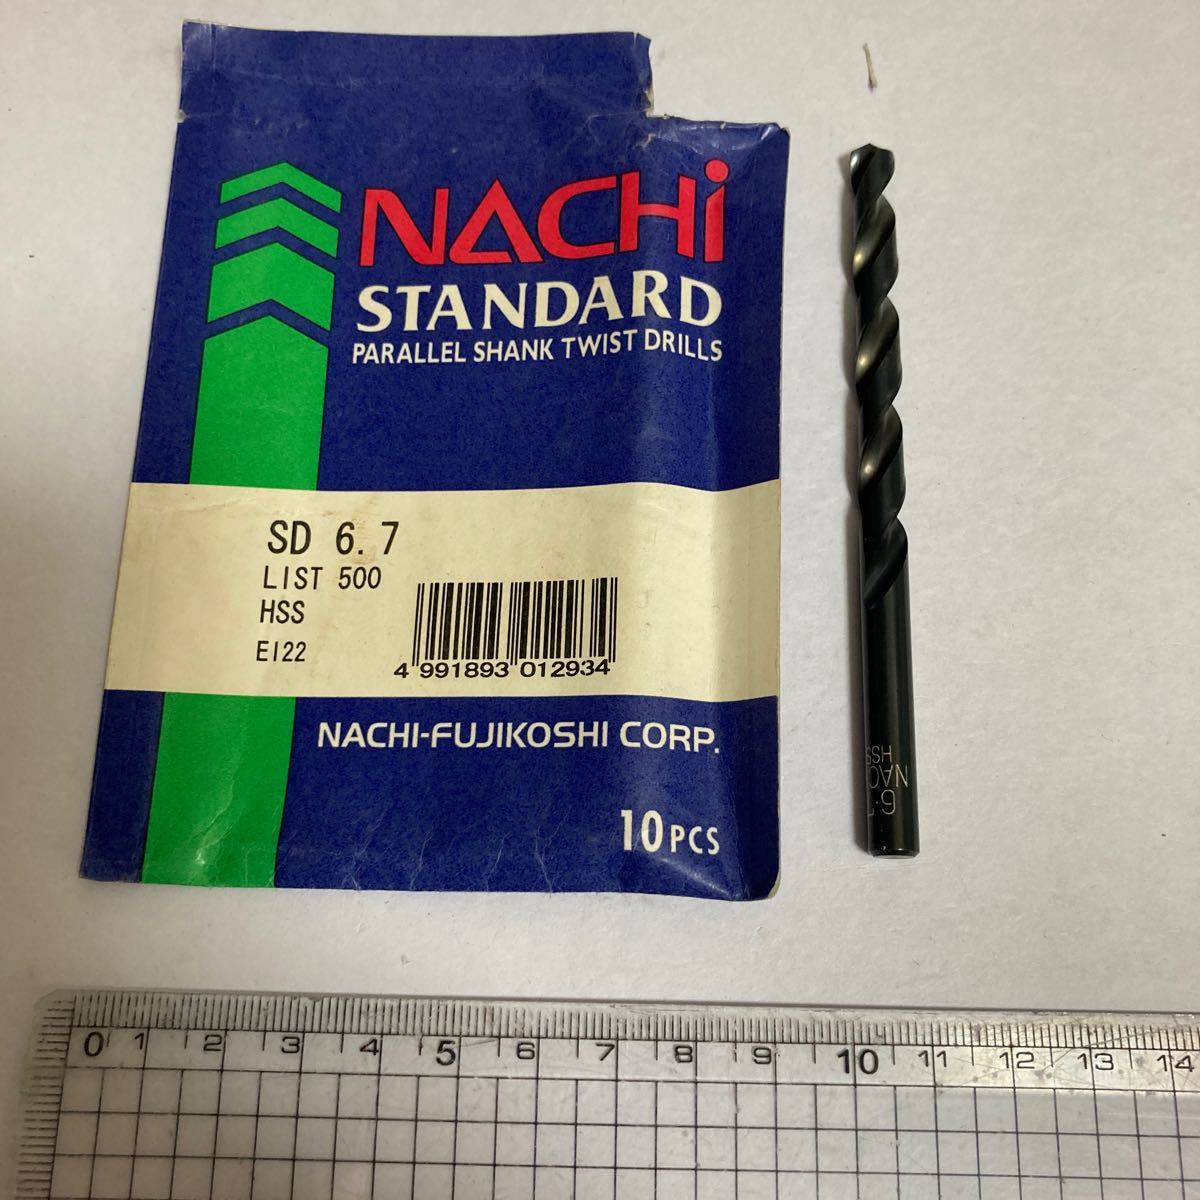 NACHi
STANDARD
PARALLEL SHANK TWIST DRILLS
SD 6.7
LIST 500
HSS
E122
4 991893 012934
NACHI-FUJIKOSHI CORP.
10PCS
0 1 2 3 4 5 6 7 8 9 10 11 12 13 14